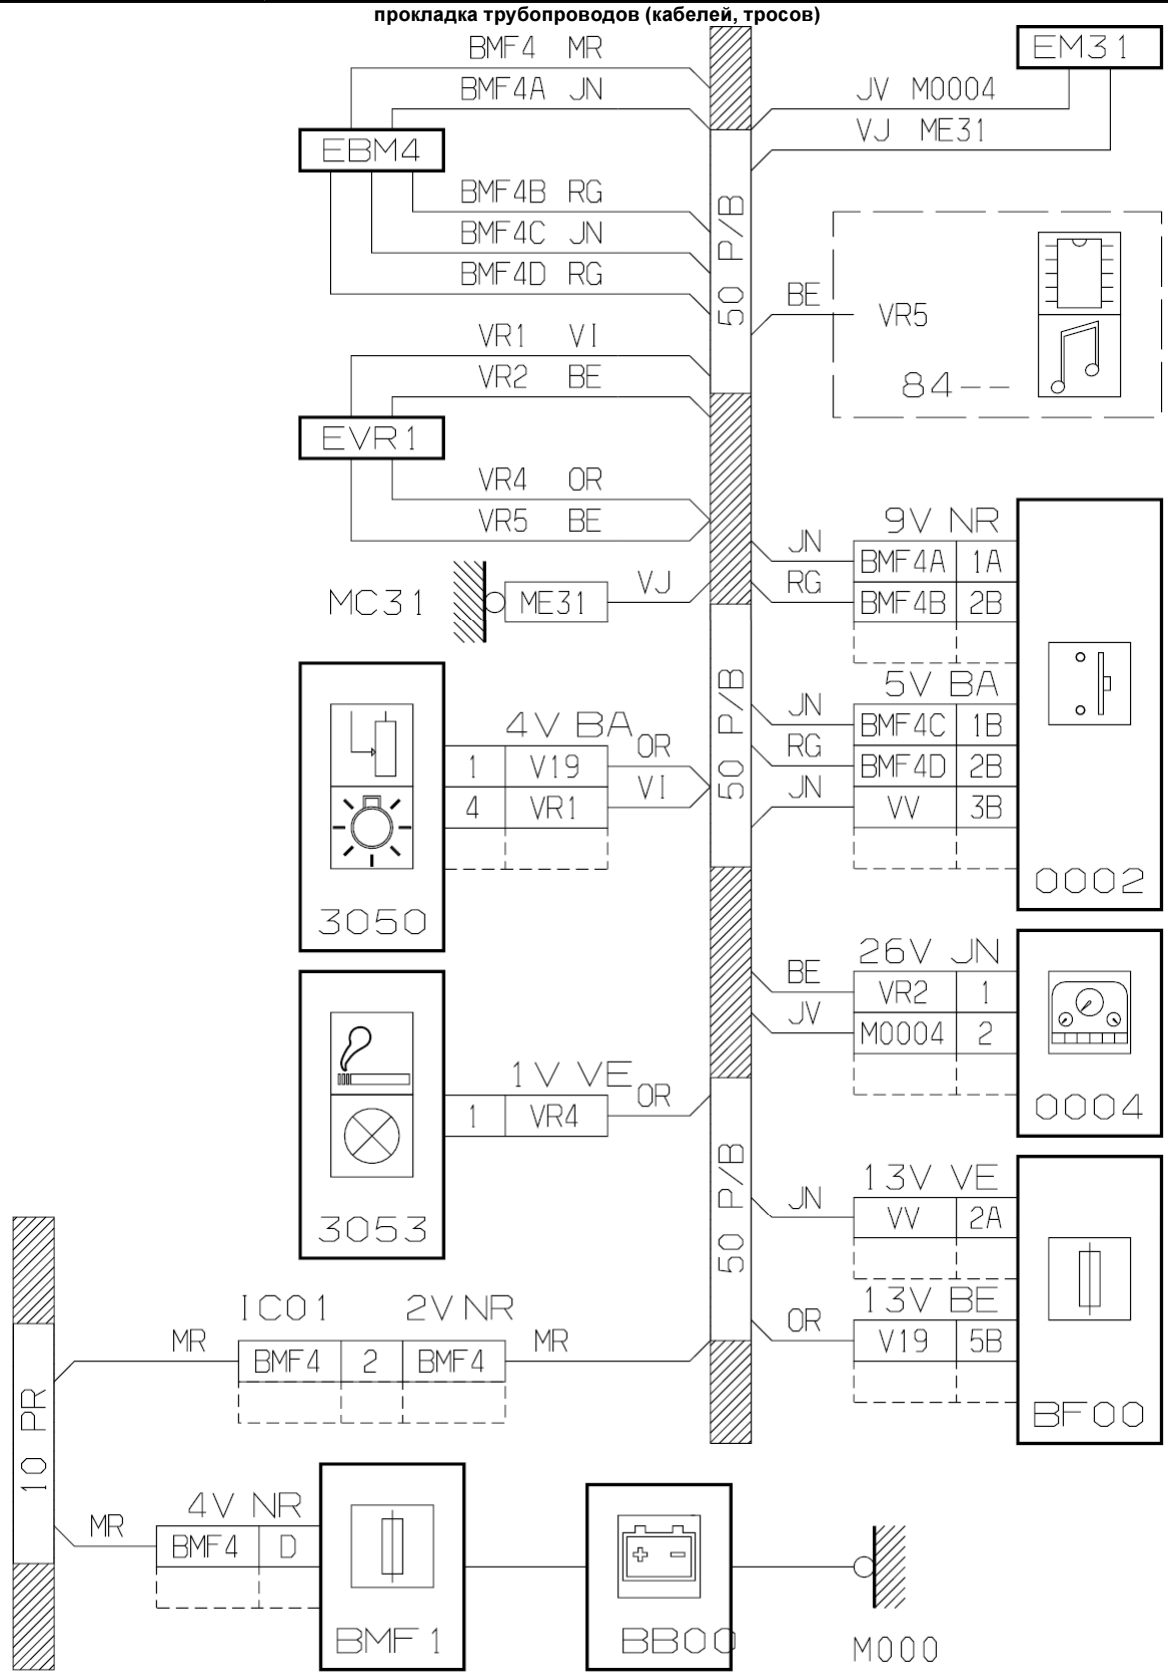 прокладка трубопроводов (кабелей, тросов)
BMF4 MR
BMF4A JN
EBM4
BMF4B RG
BMF4C JN
BMF4D RG
VR1 VI
VR2 BE
EVR1
VR4 OR
VR5 BE
MC31
ME31
VJ
EM31
JV M0004
VJ ME31
50 P/B
BE
VR5
84--
9V NR
JN
BMF4A 1A
RG
BMF4B 2B
5V BA
JN
BMF4C 1B
RG
BMF4D 2B
JN
VV 3B
0002
50 P/B
4V BA
OR
1 V19
VI
4 VR1
3050
26V JN
BE
VR2 1
JV
M0004 2
0004
1V VE
OR
1 VR4
3053
50 P/B
13V VE
JN
VV 2A
13V BE
OR
V19 5B
BF00
IC01 2V NR
MR
BMF4 2 BMF4
MR
10 PR
4V NR
MR
BMF4 D
BMF1
+ -
BB00
M000